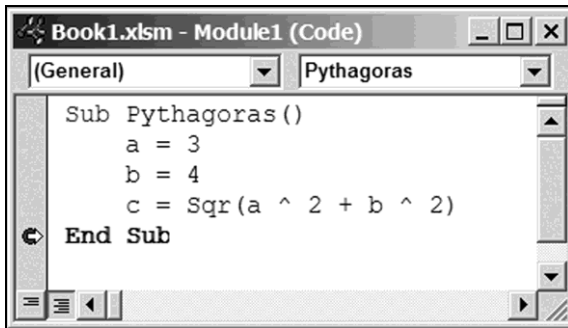 Book1.xlsm - Module1 (Code)
(General) Pythagoras
Sub Pythagoras()
a = 3
b = 4
c = Sqr(a ^ 2 + b ^ 2)
End Sub